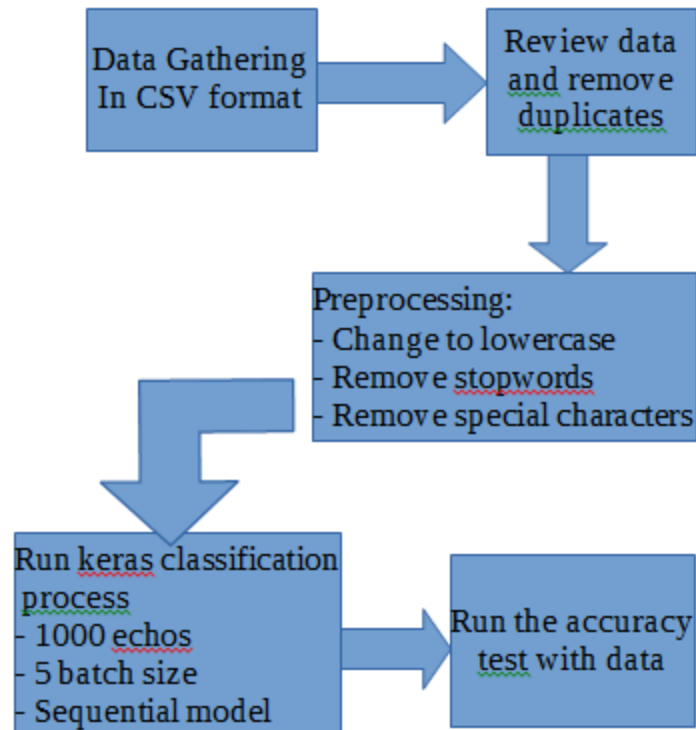 Data Gathering
In CSV format
Review data
and remove
duplicates
Preprocessing:
- Change to lowercase
- Remove stopwords
- Remove special characters
Run keras classification
process
- 1000 echos
- 5 batch size
- Sequential model
Run the accuracy
test with data